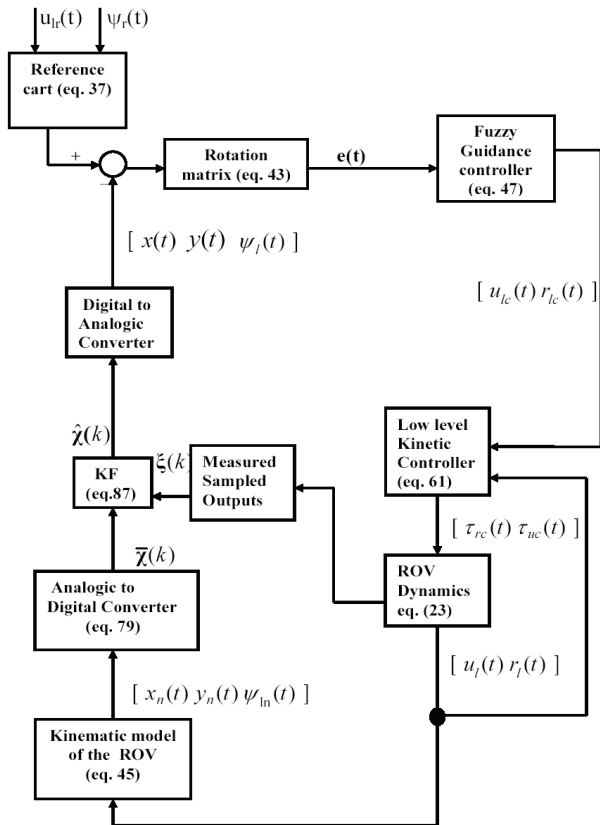 u_lr(t) ψ_r(t)
Reference
cart (eq. 37)
+
−
Rotation
matrix (eq. 43)
e(t)
Fuzzy
Guidance
controller
(eq. 47)
[ x(t) y(t) ψ_l(t) ]
[ u_lc(t) r_lc(t) ]
Digital to
Analogic
Converter
χ̂(k)
ξ(k)
KF
(eq.87)
Measured
Sampled
Outputs
Low level
Kinetic
Controller
(eq. 61)
χ̄(k)
[ τ_rc(t) τ_uc(t) ]
Analogic to
Digital Converter
(eq. 79)
ROV
Dynamics
eq. (23)
[ u_l(t) r_l(t) ]
[ x_n(t) y_n(t) ψ_ln(t) ]
Kinematic model
of the ROV
(eq. 45)